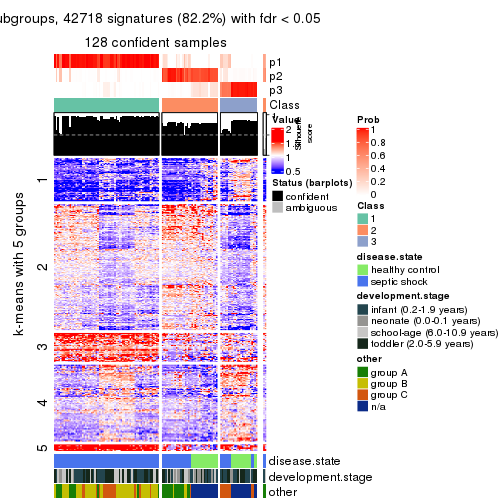 ubgroups, 42718 signatures (82.2%) with fdr < 0.05
128 confident samples
p1
p2
p3
Class
1
Silhouette
score
k-means with 5 groups
1
2
3
4
5
disease.state
development.stage
other
Value
2
1.5
1
0.5
Status (barplots)
confident
ambiguous
Prob
1
0.8
0.6
0.4
0.2
0
Class
1
2
3
disease.state
healthy control
septic shock
development.stage
infant (0.2-1.9 years)
neonate (0.0-0.1 years)
school-age (6.0-10.9 years)
toddler (2.0-5.9 years)
other
group A
group B
group C
n/a